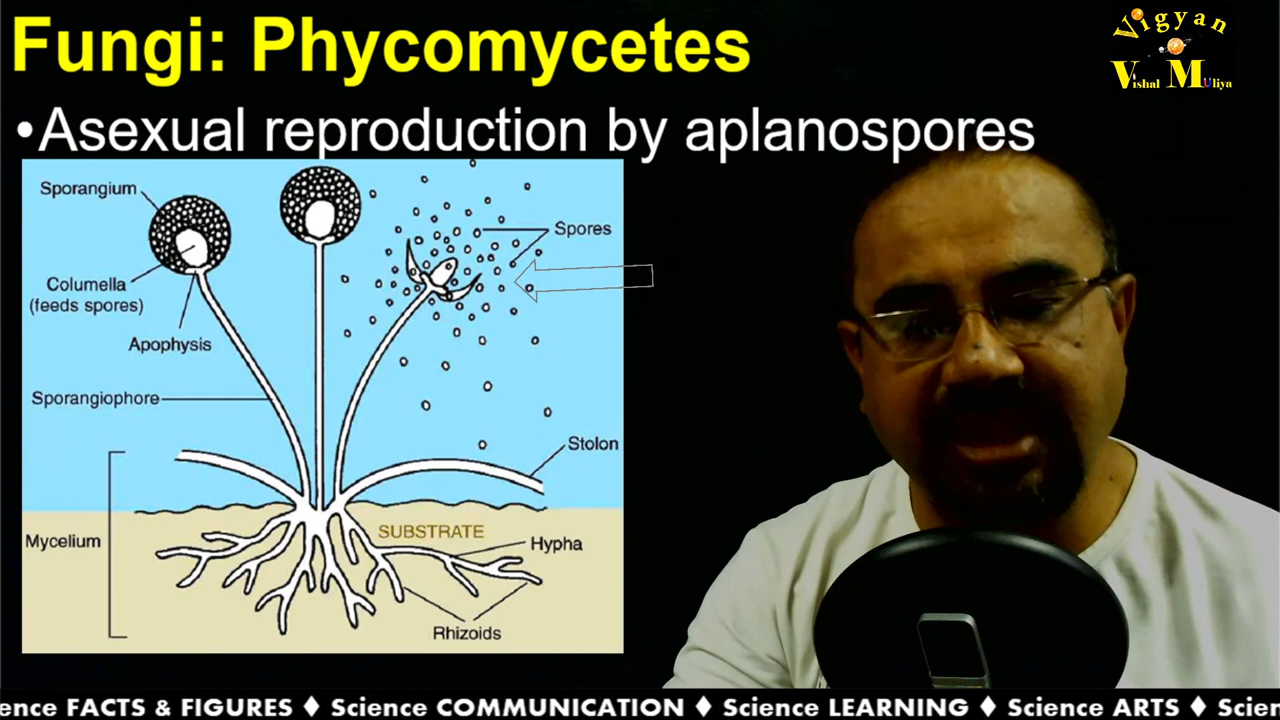 Fungi: Phycomycetes
Vigyan
Vishal Muliya
•Asexual reproduction by aplanospores
Sporangium
Spores
Columella
(feeds spores)
Apophysis
Sporangiophore
Stolon
SUBSTRATE
Mycelium
Hypha
Rhizoids
ence FACTS & FIGURES ♦ Science COMMUNICATION ♦ Science LEARNING ♦ Science ARTS ♦ Scien